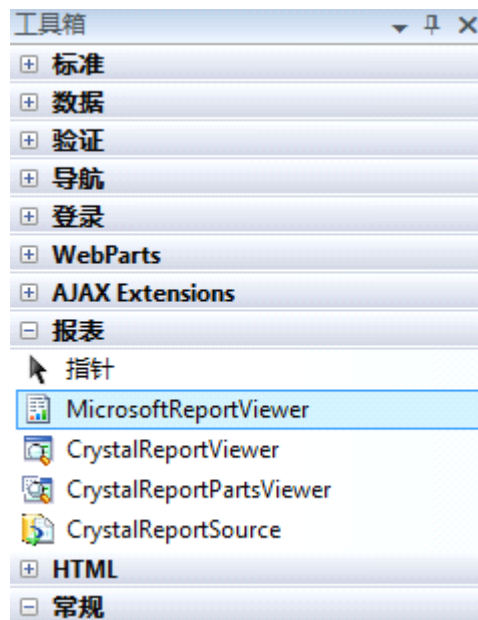 工具箱
标准
数据
验证
导航
登录
WebParts
AJAX Extensions
报表
指针
MicrosoftReportViewer
CrystalReportViewer
CrystalReportPartsViewer
CrystalReportSource
HTML
常规